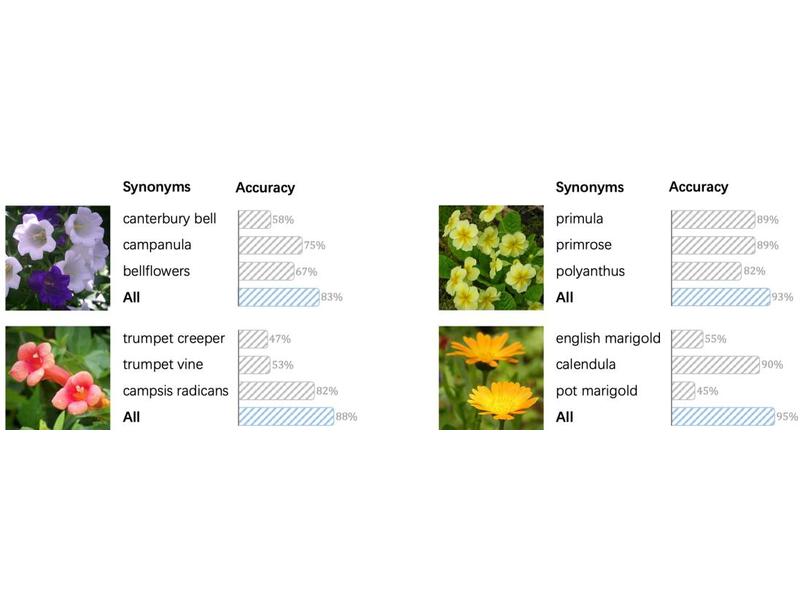 Synonyms Accuracy
canterbury bell 58%
campanula 75%
bellflowers 67%
All 83%
trumpet creeper 47%
trumpet vine 53%
campsis radicans 82%
All 88%
Synonyms Accuracy
primula 89%
primrose 89%
polyanthus 82%
All 93%
english marigold 55%
calendula 90%
pot marigold 45%
All 95%